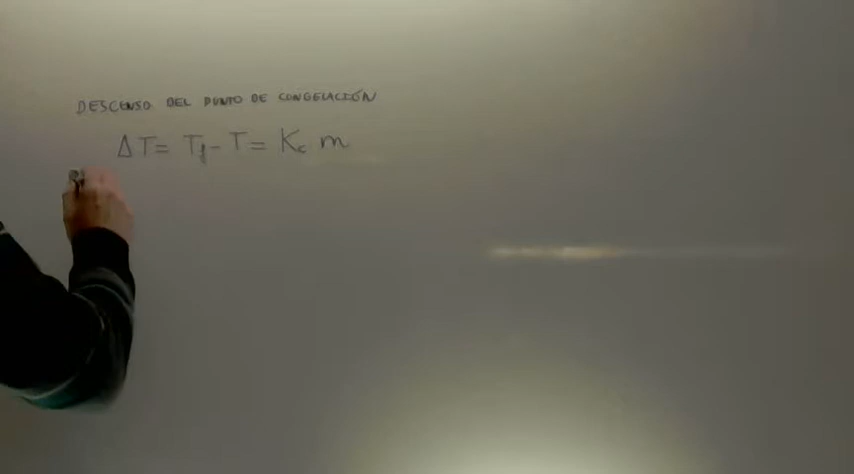 DESCENSO DEL PUNTO DE CONGELACIÓN
ΔT = Tf - T = Kc m